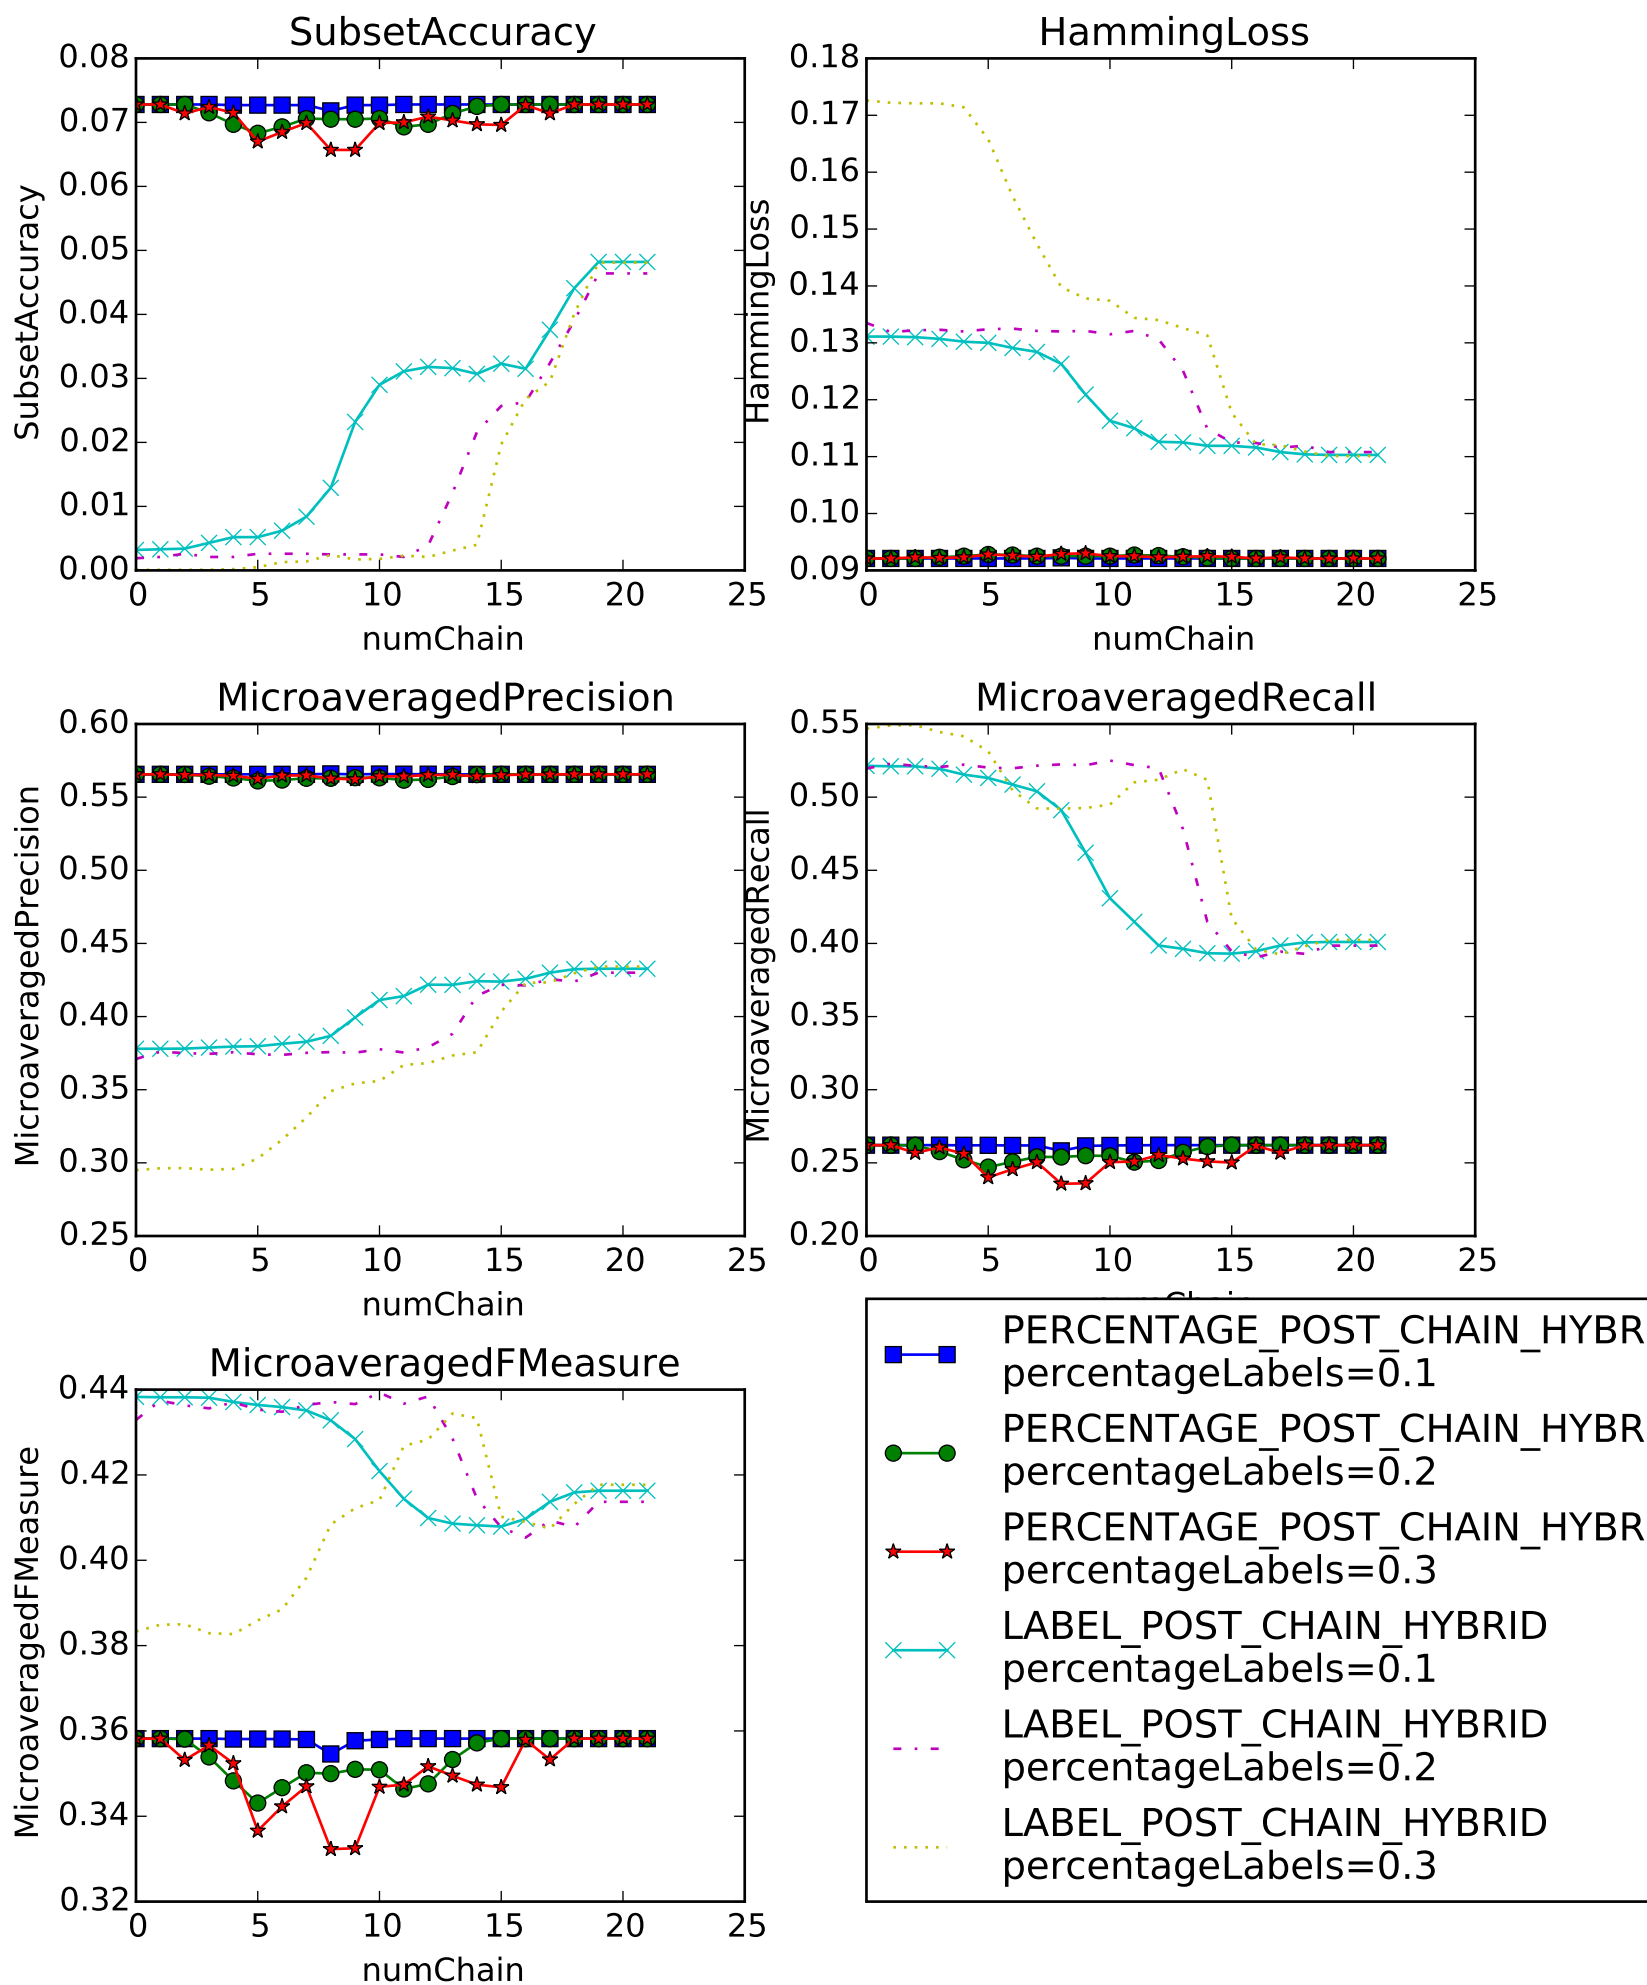 SubsetAccuracy
0.08
0.07
0.06
0.05
0.04
0.03
0.02
0.01
0.00
SubsetAccuracy
0 5 10 15 20 25
numChain
HammingLoss
0.18
0.17
0.16
0.15
0.14
0.13
0.12
0.11
0.10
0.09
HammingLoss
0 5 10 15 20 25
numChain
MicroaveragedPrecision
0.60
0.55
0.50
0.45
0.40
0.35
0.30
0.25
MicroaveragedPrecision
0 5 10 15 20 25
numChain
MicroaveragedRecall
0.55
0.50
0.45
0.40
0.35
0.30
0.25
0.20
MicroaveragedRecall
0 5 10 15 20 25
numChain
MicroaveragedFMeasure
0.44
0.42
0.40
0.38
0.36
0.34
0.32
MicroaveragedFMeasure
0 5 10 15 20 25
numChain
PERCENTAGE_POST_CHAIN_HYBR
percentageLabels=0.1
PERCENTAGE_POST_CHAIN_HYBR
percentageLabels=0.2
PERCENTAGE_POST_CHAIN_HYBR
percentageLabels=0.3
LABEL_POST_CHAIN_HYBRID
percentageLabels=0.1
LABEL_POST_CHAIN_HYBRID
percentageLabels=0.2
LABEL_POST_CHAIN_HYBRID
percentageLabels=0.3